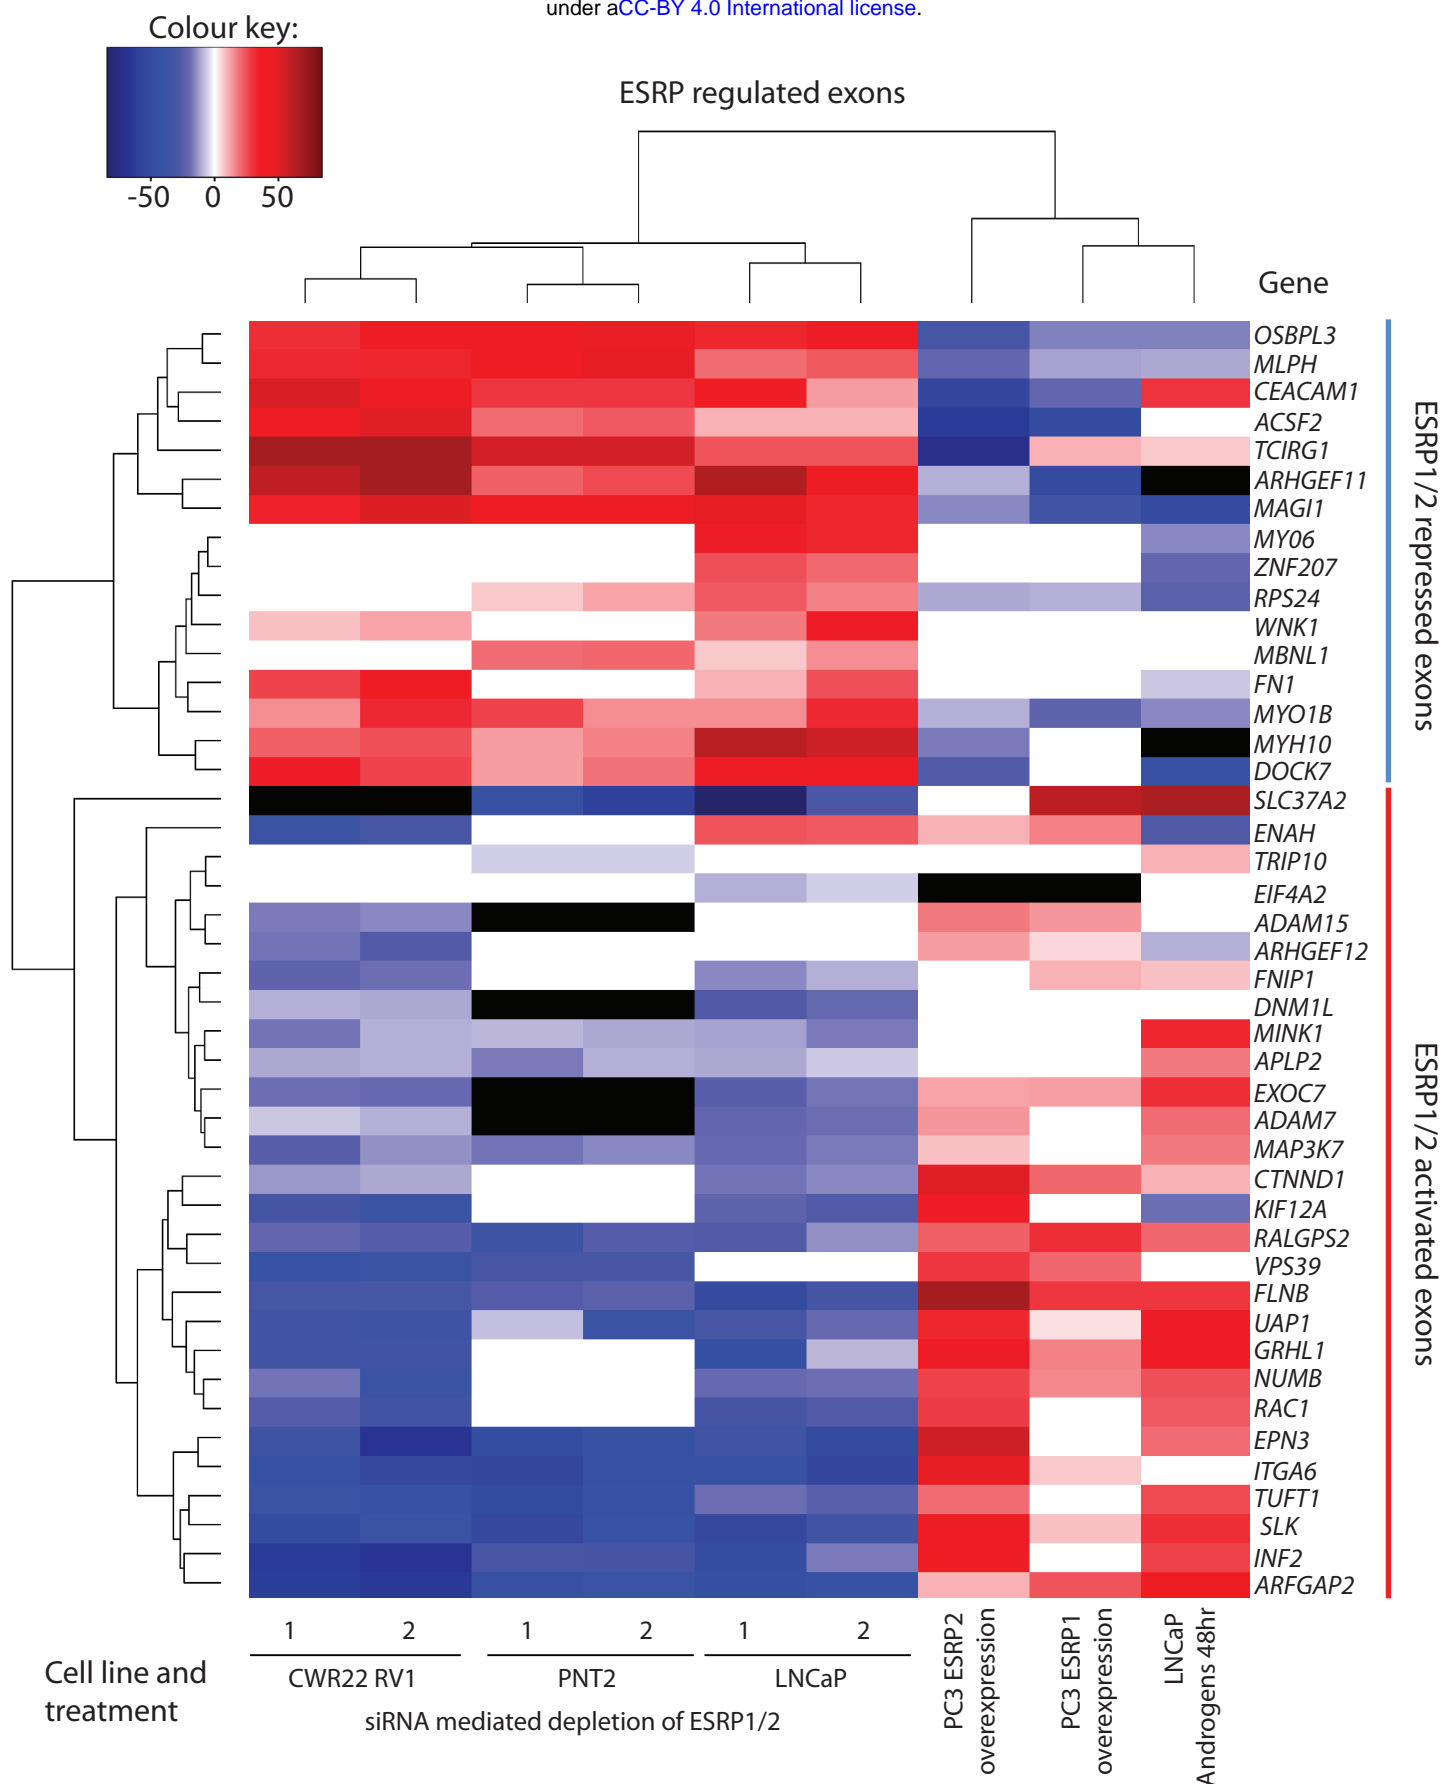 under aCC-BY 4.0 International license.
Colour key:
-50 0 50
ESRP regulated exons
Gene
OSBPL3
MLPH
CEACAM1
ACSF2
TCIRG1
ARHGEF11
MAGI1
MY06
ZNF207
RPS24
WNK1
MBNL1
FN1
MYO1B
MYH10
DOCK7
SLC37A2
ENAH
TRIP10
EIF4A2
ADAM15
ARHGEF12
FNIP1
DNM1L
MINK1
APLP2
EXOC7
ADAM7
MAP3K7
CTNND1
KIF12A
RALGPS2
VPS39
FLNB
UAP1
GRHL1
NUMB
RAC1
EPN3
ITGA6
TUFT1
SLK
INF2
ARFGAP2
ESRP1/2 repressed exons
ESRP1/2 activated exons
1 2 1 2 1 2
CWR22 RV1 PNT2 LNCaP
siRNA mediated depletion of ESRP1/2
PC3 ESRP2
overexpression
PC3 ESRP1
overexpression
LNCaP
Androgens 48hr
Cell line and
treatment